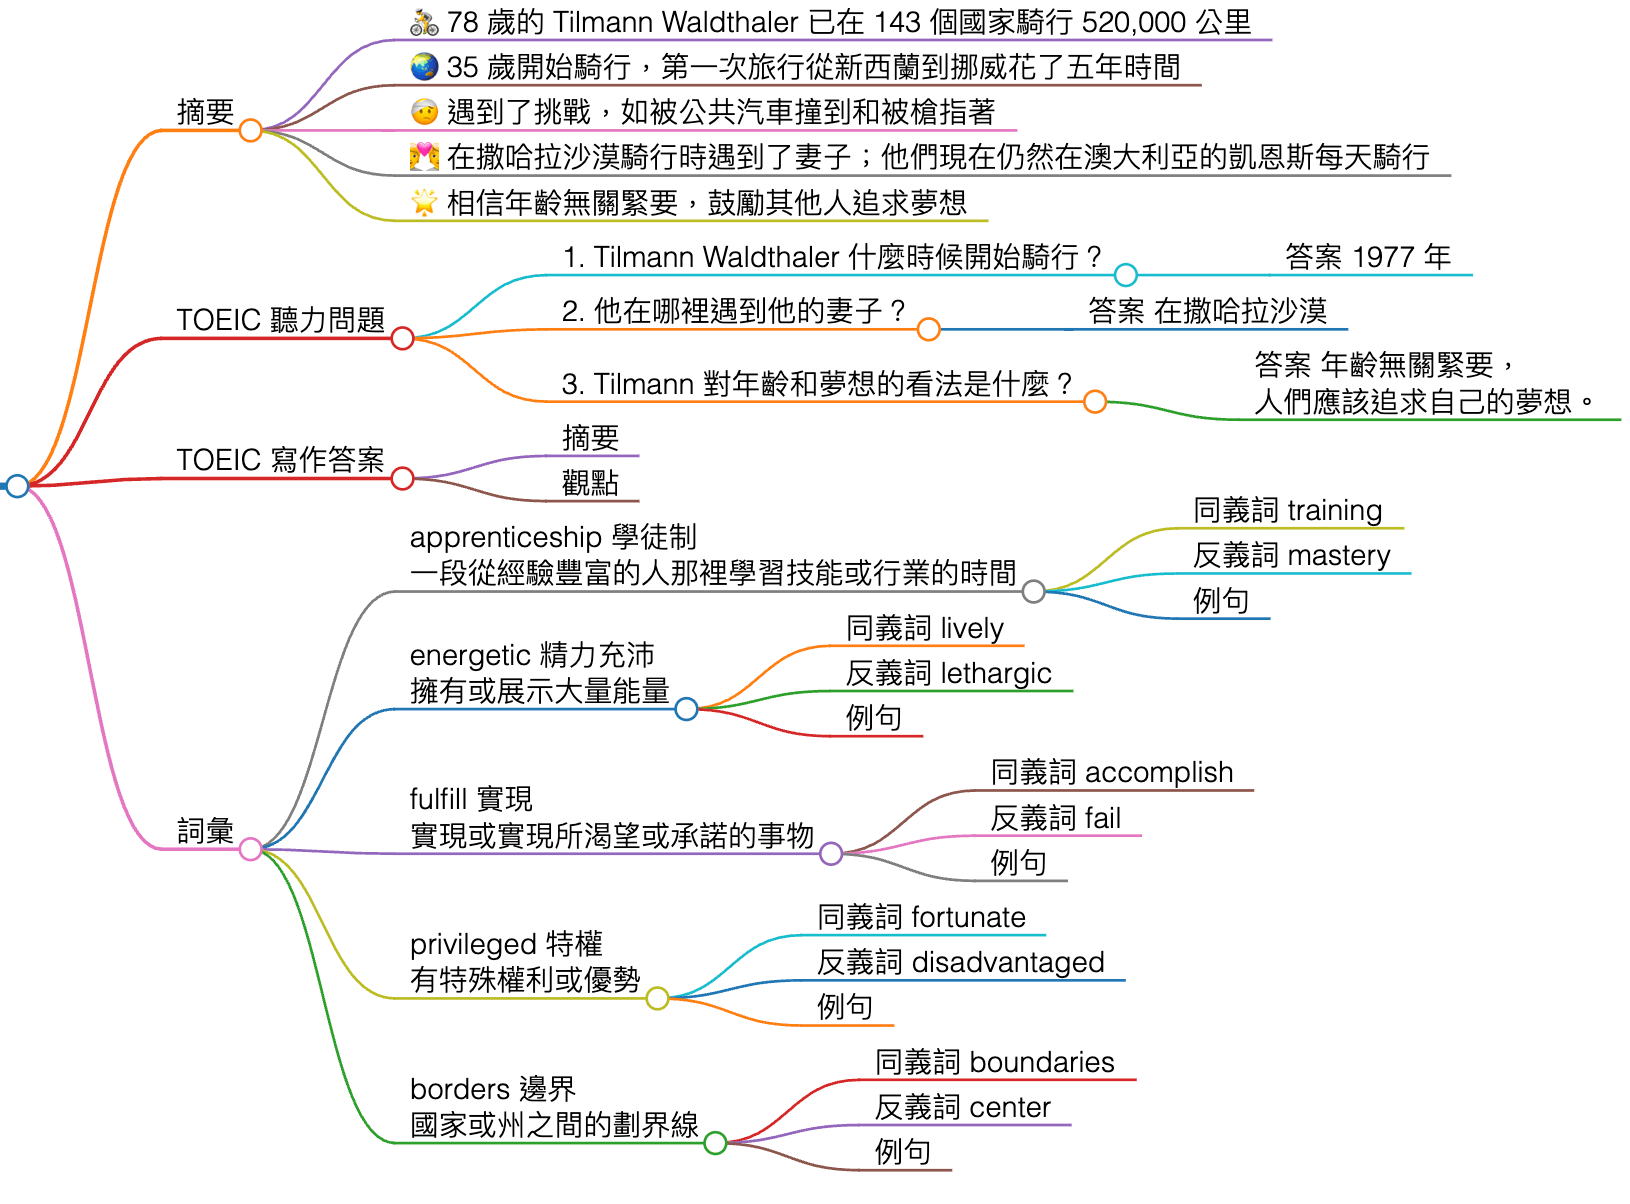 摘要
🚴 78 歲的 Tilmann Waldthaler 已在 143 個國家騎行 520,000 公里
🌏 35 歲開始騎行，第一次旅行從新西蘭到挪威花了五年時間
🤕 遇到了挑戰，如被公共汽車撞到和被槍指著
💏 在撒哈拉沙漠騎行時遇到了妻子；他們現在仍然在澳大利亞的凱恩斯每天騎行
🌟 相信年齡無關緊要，鼓勵其他人追求夢想
TOEIC 聽力問題
1. Tilmann Waldthaler 什麼時候開始騎行？
答案 1977 年
2. 他在哪裡遇到他的妻子？
答案 在撒哈拉沙漠
3. Tilmann 對年齡和夢想的看法是什麼？
答案 年齡無關緊要，
人們應該追求自己的夢想。
TOEIC 寫作答案
摘要
觀點
詞彙
apprenticeship 學徒制
一段從經驗豐富的人那裡學習技能或行業的時間
同義詞 training
反義詞 mastery
例句
energetic 精力充沛
擁有或展示大量能量
同義詞 lively
反義詞 lethargic
例句
fulfill 實現
實現或實現所渴望或承諾的事物
同義詞 accomplish
反義詞 fail
例句
privileged 特權
有特殊權利或優勢
同義詞 fortunate
反義詞 disadvantaged
例句
borders 邊界
國家或州之間的劃界線
同義詞 boundaries
反義詞 center
例句